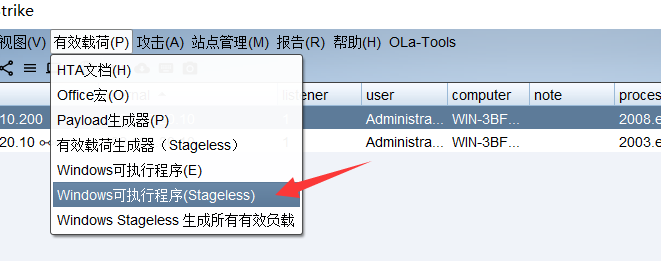 trike
视图(V) 有效载荷(P) 攻击(A) 站点管理(M) 报告(R) 帮助(H) OLa-Tools
HTA文档(H)
listener user computer note proces
Office宏(O)
10.200 1 Administra... WIN-3BF... 2008.e
Payload生成器(P)
20.10 1 Administra... WIN-3BF... 2003.e
有效载荷生成器（Stageless）
Windows可执行程序(E)
Windows可执行程序(Stageless)
Windows Stageless 生成所有有效负载